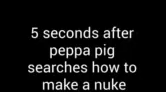 5 seconds after
peppa pig
searches how to
make a nuke